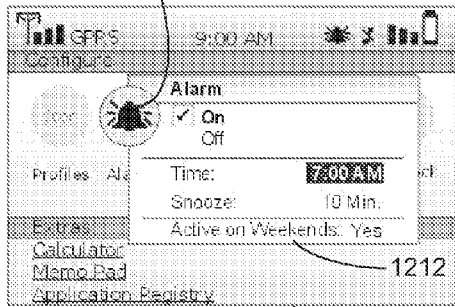 GPRS 9:00 AM
Configure
Alarm
On
Off
Profiles
Time: 7:00 AM
Snooze: 10 Min.
Active on Weekends: Yes
Extras
Calculator
Memo Pad
Application Registry
1212